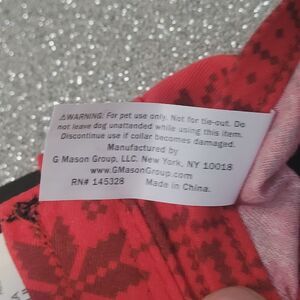 ⚠WARNING: For pet use only. Not for tie-out. Do
not leave dog unattended while using this item.
Discontinue use if collar becomes damaged.
Manufactured by
G Mason Group, LLC. New York, NY 10018
www.GMasonGroup.com
RN# 145328 Made in China.